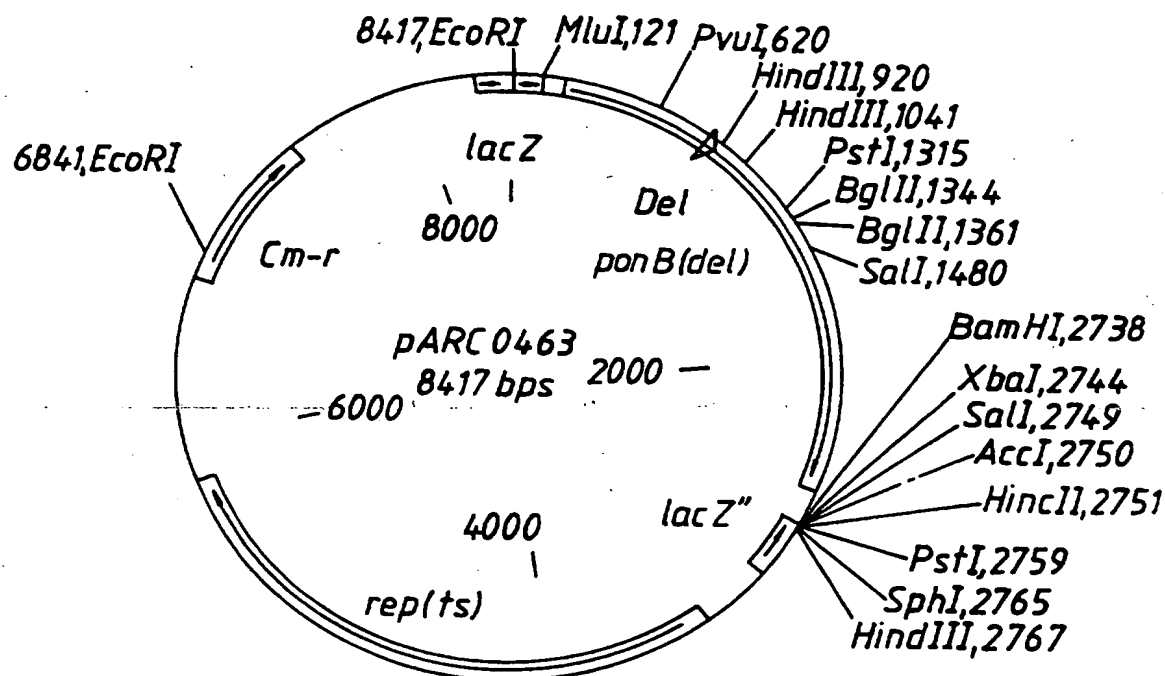 8417,EcoRI
MluI,121
PvuI,620
HindIII,920
HindIII,1041
PstI,1315
BglII,1344
BglII,1361
SalI,1480
6841,EcoRI
lac Z
8000
Del
Cm-r
ponB(del)
pARC 0463
8417 bps
2000
6000
BamHI,2738
XbaI,2744
SalI,2749
AccI,2750
HincII,2751
lac Z"
4000
PstI,2759
SphI,2765
HindIII,2767
rep(ts)